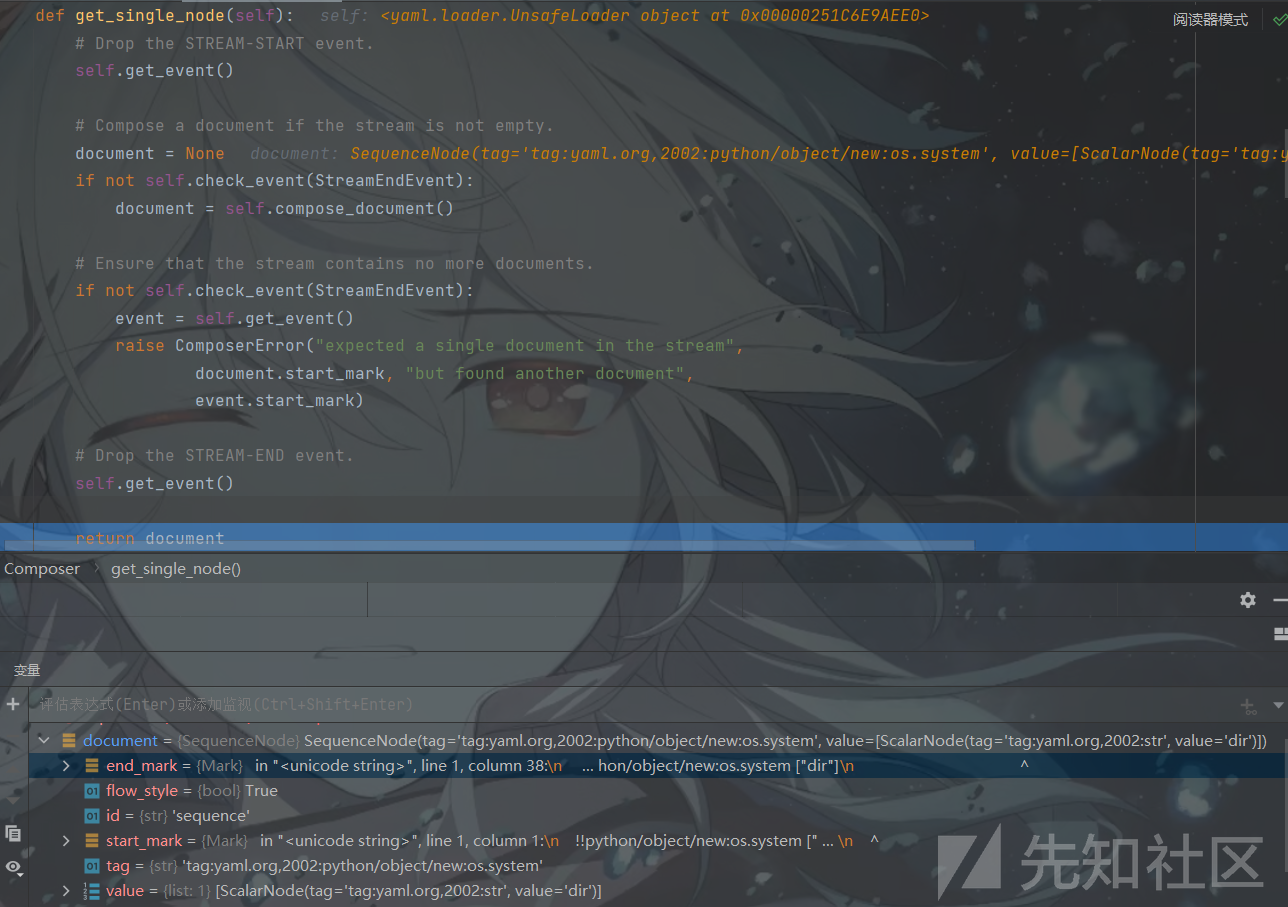 def get_single_node(self):   self: <yaml.loader.UnsafeLoader object at 0x00000251C6E9AEE0>
阅读器模式
# Drop the STREAM-START event.
self.get_event()
# Compose a document if the stream is not empty.
document = None   document: SequenceNode(tag='tag:yaml.org,2002:python/object/new:os.system', value=[ScalarNode(tag='tag:y
if not self.check_event(StreamEndEvent):
document = self.compose_document()
# Ensure that the stream contains no more documents.
if not self.check_event(StreamEndEvent):
event = self.get_event()
raise ComposerError("expected a single document in the stream",
document.start_mark, "but found another document",
event.start_mark)
# Drop the STREAM-END event.
self.get_event()
return document
Composer > get_single_node()
变量
评估表达式(Enter)或添加监视(Ctrl+Shift+Enter)
document = {SequenceNode} SequenceNode(tag='tag:yaml.org,2002:python/object/new:os.system', value=[ScalarNode(tag='tag:yaml.org,2002:str', value='dir')])
end_mark = {Mark}   in "<unicode string>", line 1, column 38:\n    ... hon/object/new:os.system ["dir"]\n    ^
flow_style = {bool} True
id = {str} 'sequence'
start_mark = {Mark}   in "<unicode string>", line 1, column 1:\n    !!python/object/new:os.system [" ... \n    ^
tag = {str} 'tag:yaml.org,2002:python/object/new:os.system'
value = {list: 1} [ScalarNode(tag='tag:yaml.org,2002:str', value='dir')]
先知社区